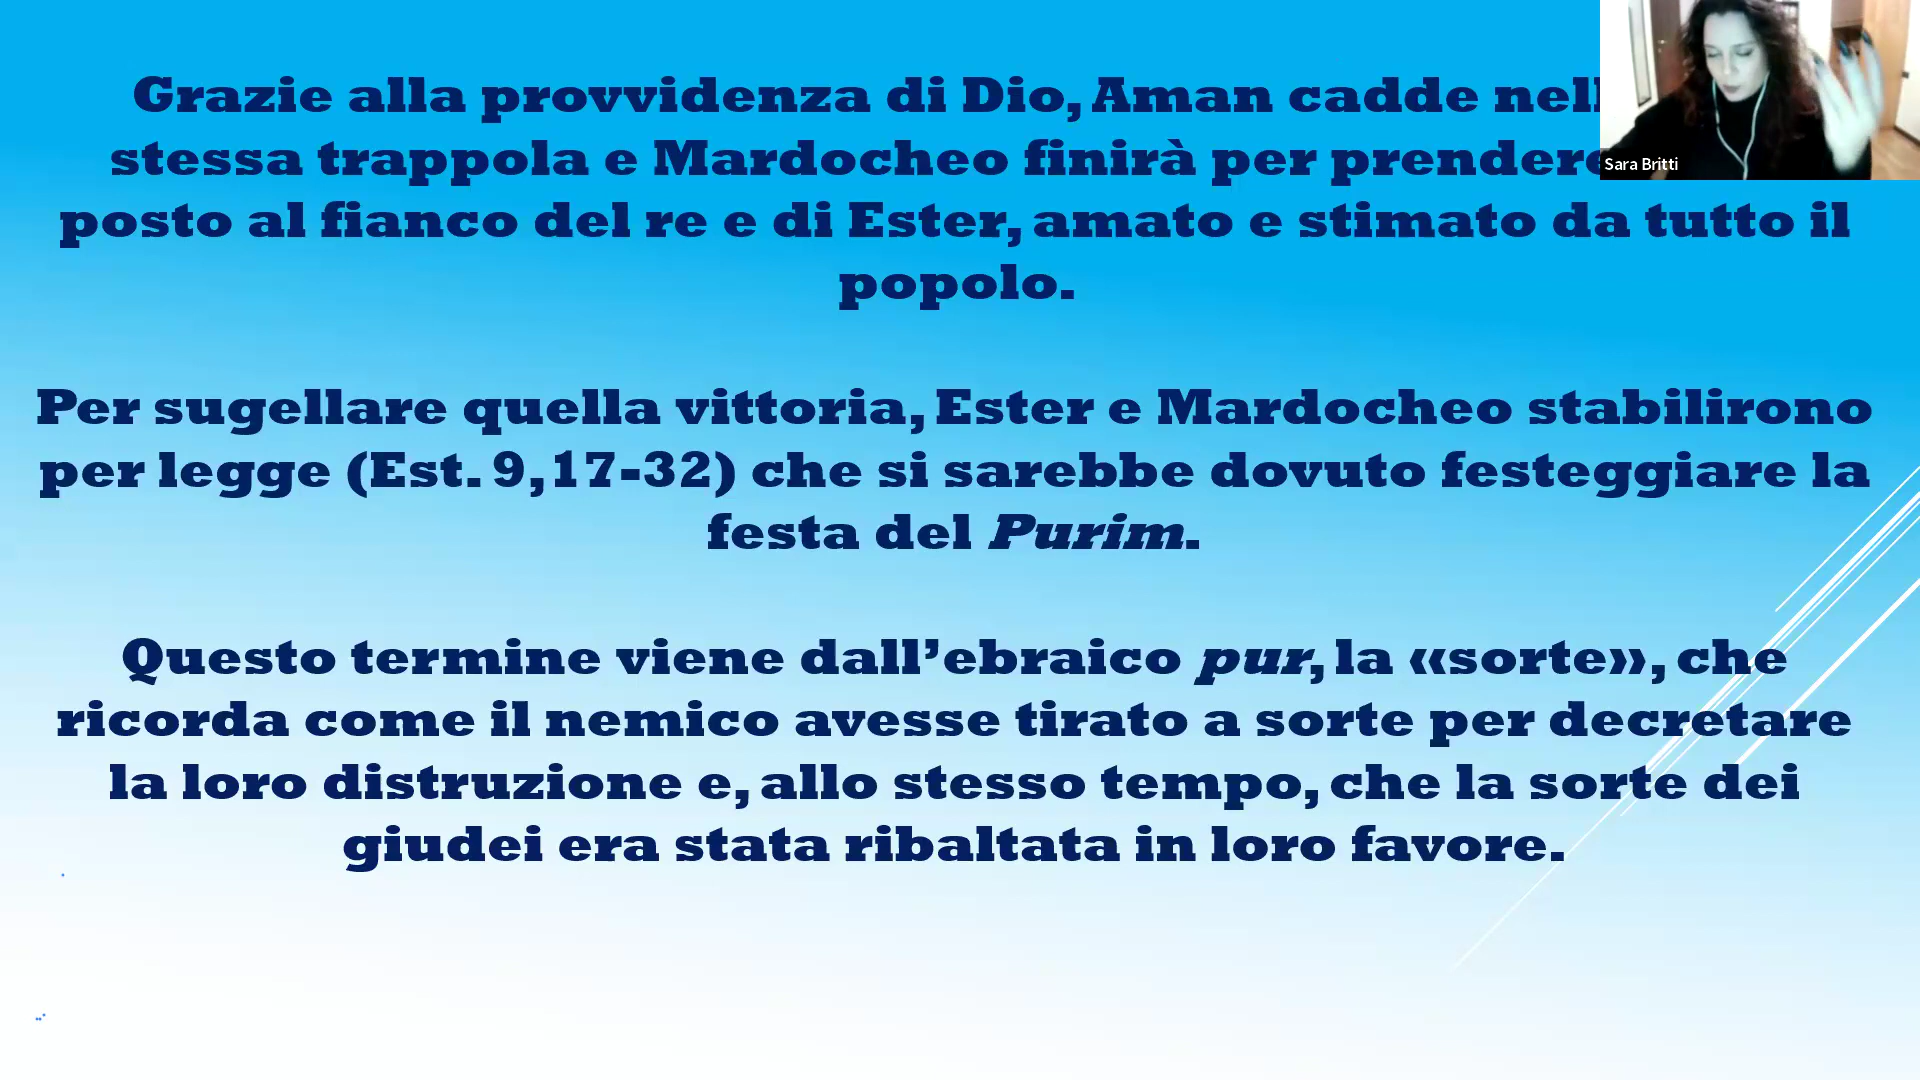 Grazie alla provvidenza di Dio, Aman cadde
stessa trappola e Mardocheo finirà per
posto al fianco del re e di Ester, amato e stimato da tutto il
popolo.
Per sugellare quella vittoria, Ester e Mardocheo stabilirono
per legge (Est. 9,17-32) che si sarebbe dovuto festeggiare la
festa del Purim.
Questo termine viene dall’ebraico pur, la «sorte», che
ricorda come il nemico avesse tirato a sorte per decretare
la loro distruzione e, allo stesso tempo, che la sorte dei
giudei era stata ribaltata in loro favore.
Sara Britti